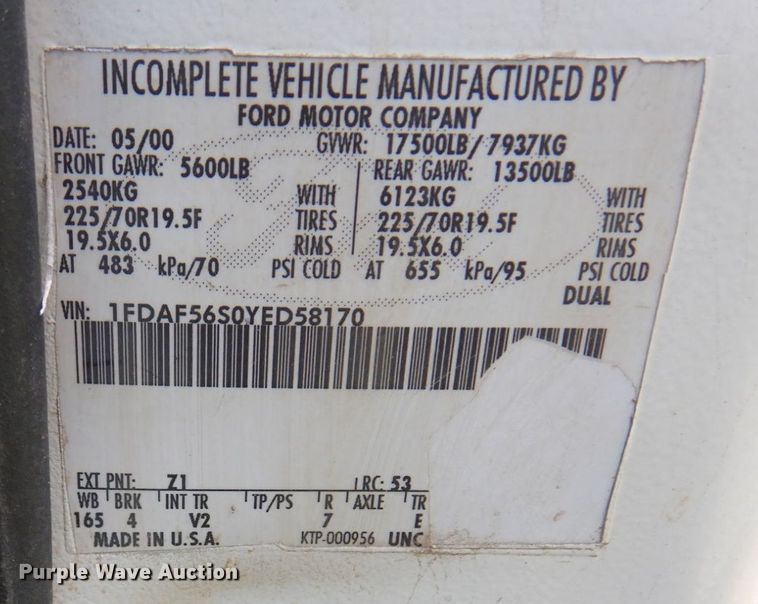 INCOMPLETE VEHICLE MANUFACTURED BY
FORD MOTOR COMPANY
DATE: 05/00 GVWR: 17500LB/7937KG
FRONT GAWR: 5600LB REAR GAWR: 13500LB
2540KG WITH 6123KG WITH
225/70R19.5F TIRES 225/70R19.5F TIRES
19.5X6.0 RIMS 19.5X6.0 RIMS
AT 483 kPa/70 PSI COLD AT 655 kPa/95 PSI COLD
DUAL
VIN: 1FDAF56S0YED58170
EXT PNT: Z1 RC: 53
WB BRK INT TR TP/PS R AXLE TR
165 4 V2 7 E
MADE IN U.S.A. KTP-000956 UNC
Purple Wave Auction